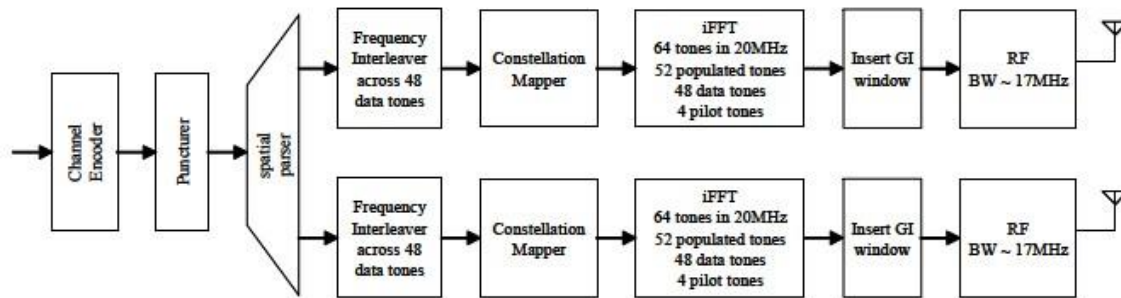 Channel
Encoder
Puncturer
spatial
parser
Frequency
Interleaver
across 48
data tones
Constellation
Mapper
iFFT
64 tones in 20MHz
52 populated tones
48 data tones
4 pilot tones
Insert GI
window
RF
BW ~ 17MHz
Frequency
Interleaver
across 48
data tones
Constellation
Mapper
iFFT
64 tones in 20MHz
52 populated tones
48 data tones
4 pilot tones
Insert GI
window
RF
BW ~ 17MHz